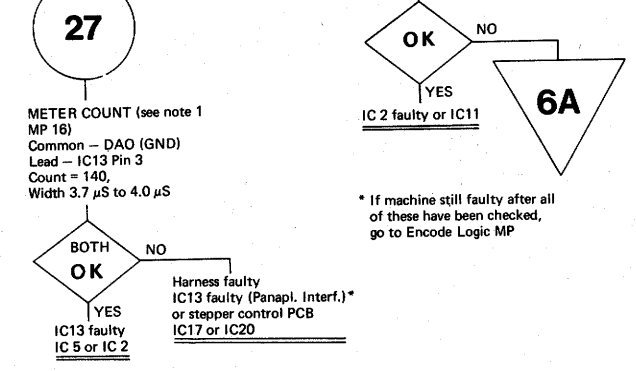 27
METER COUNT (see note 1
MP 16)
Common – DAO (GND)
Lead – IC13 Pin 3
Count = 140,
Width 3.7 µS to 4.0 µS
BOTH
OK
NO
YES
IC13 faulty
IC 5 or IC 2
Harness faulty
IC13 faulty (Panapl. Interf.)*
or stepper control PCB
IC17 or IC20
OK
NO
YES
IC 2 faulty or IC11
6A
* If machine still faulty after all
of these have been checked,
go to Encode Logic MP